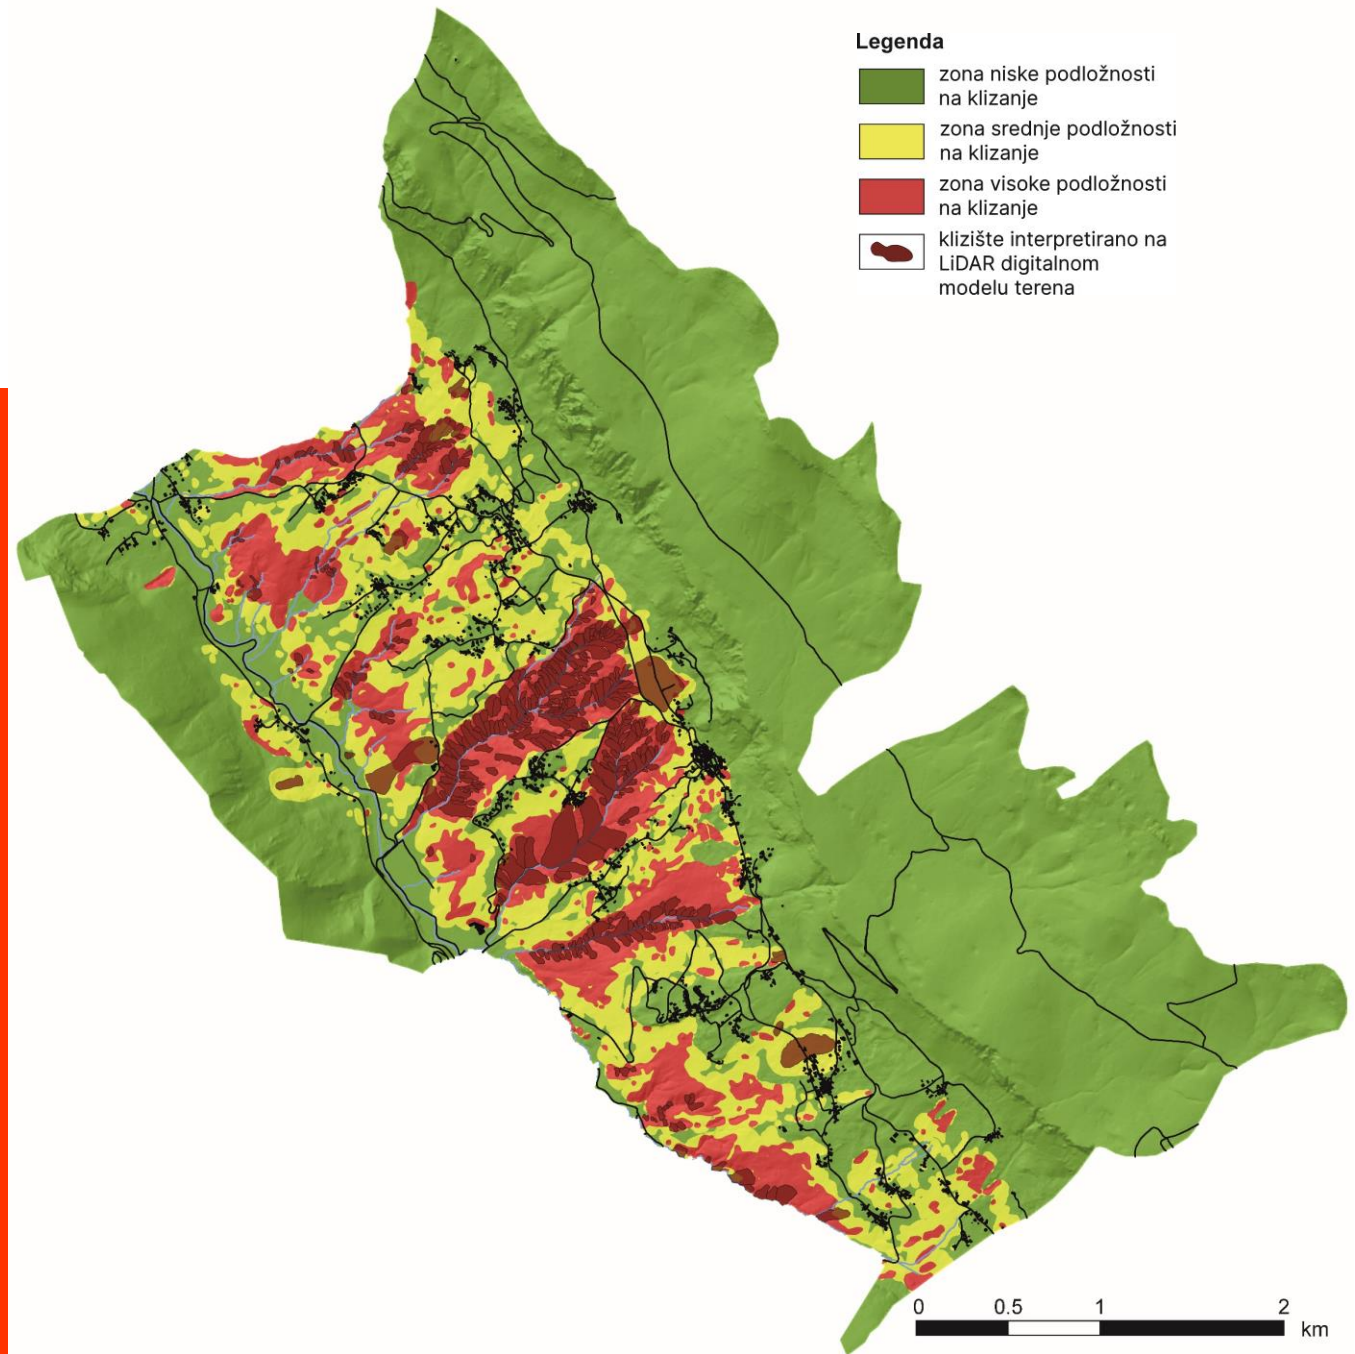 Legenda
zona niske podložnosti
na klizanje
zona srednje podložnosti
na klizanje
zona visoke podložnosti
na klizanje
klizište interpretirano na
LiDAR digitalnom
modelu terena
0 0.5 1 2
km